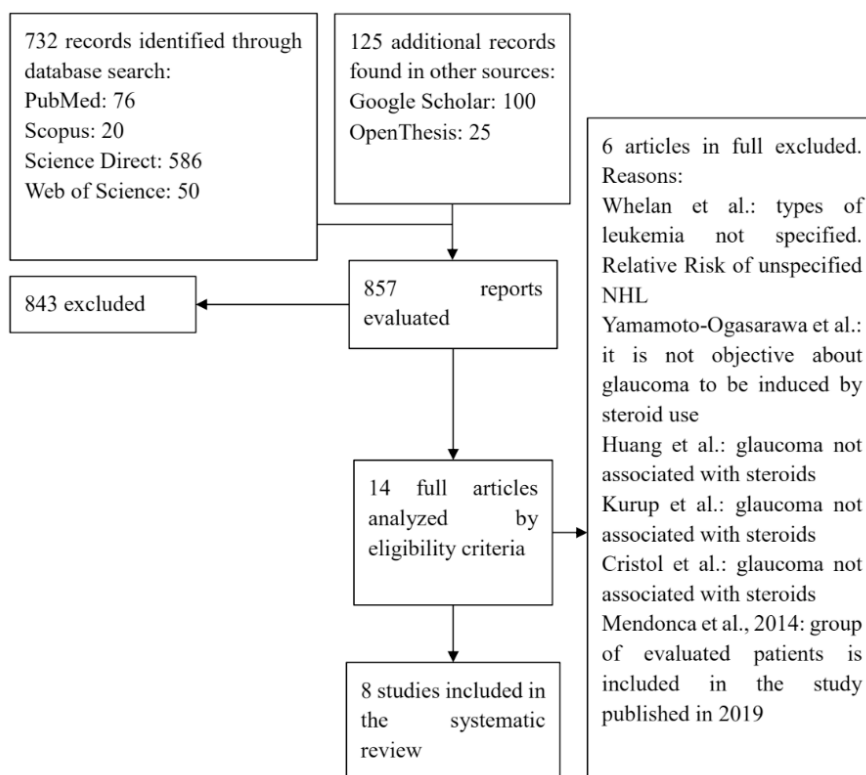 732 records identified through
database search:
PubMed: 76
Scopus: 20
Science Direct: 586
Web of Science: 50
125 additional records
found in other sources:
Google Scholar: 100
OpenThesis: 25
857 reports
evaluated
843 excluded
14 full articles
analyzed by
eligibility criteria
6 articles in full excluded.
Reasons:
Whelan et al.: types of
leukemia not specified.
Relative Risk of unspecified
NHL
Yamamoto-Ogasarawa et al.:
it is not objective about
glaucoma to be induced by
steroid use
Huang et al.: glaucoma not
associated with steroids
Kurup et al.: glaucoma not
associated with steroids
Cristol et al.: glaucoma not
associated with steroids
Mendonca et al., 2014: group
of evaluated patients is
included in the study
published in 2019
8 studies included in
the systematic
review